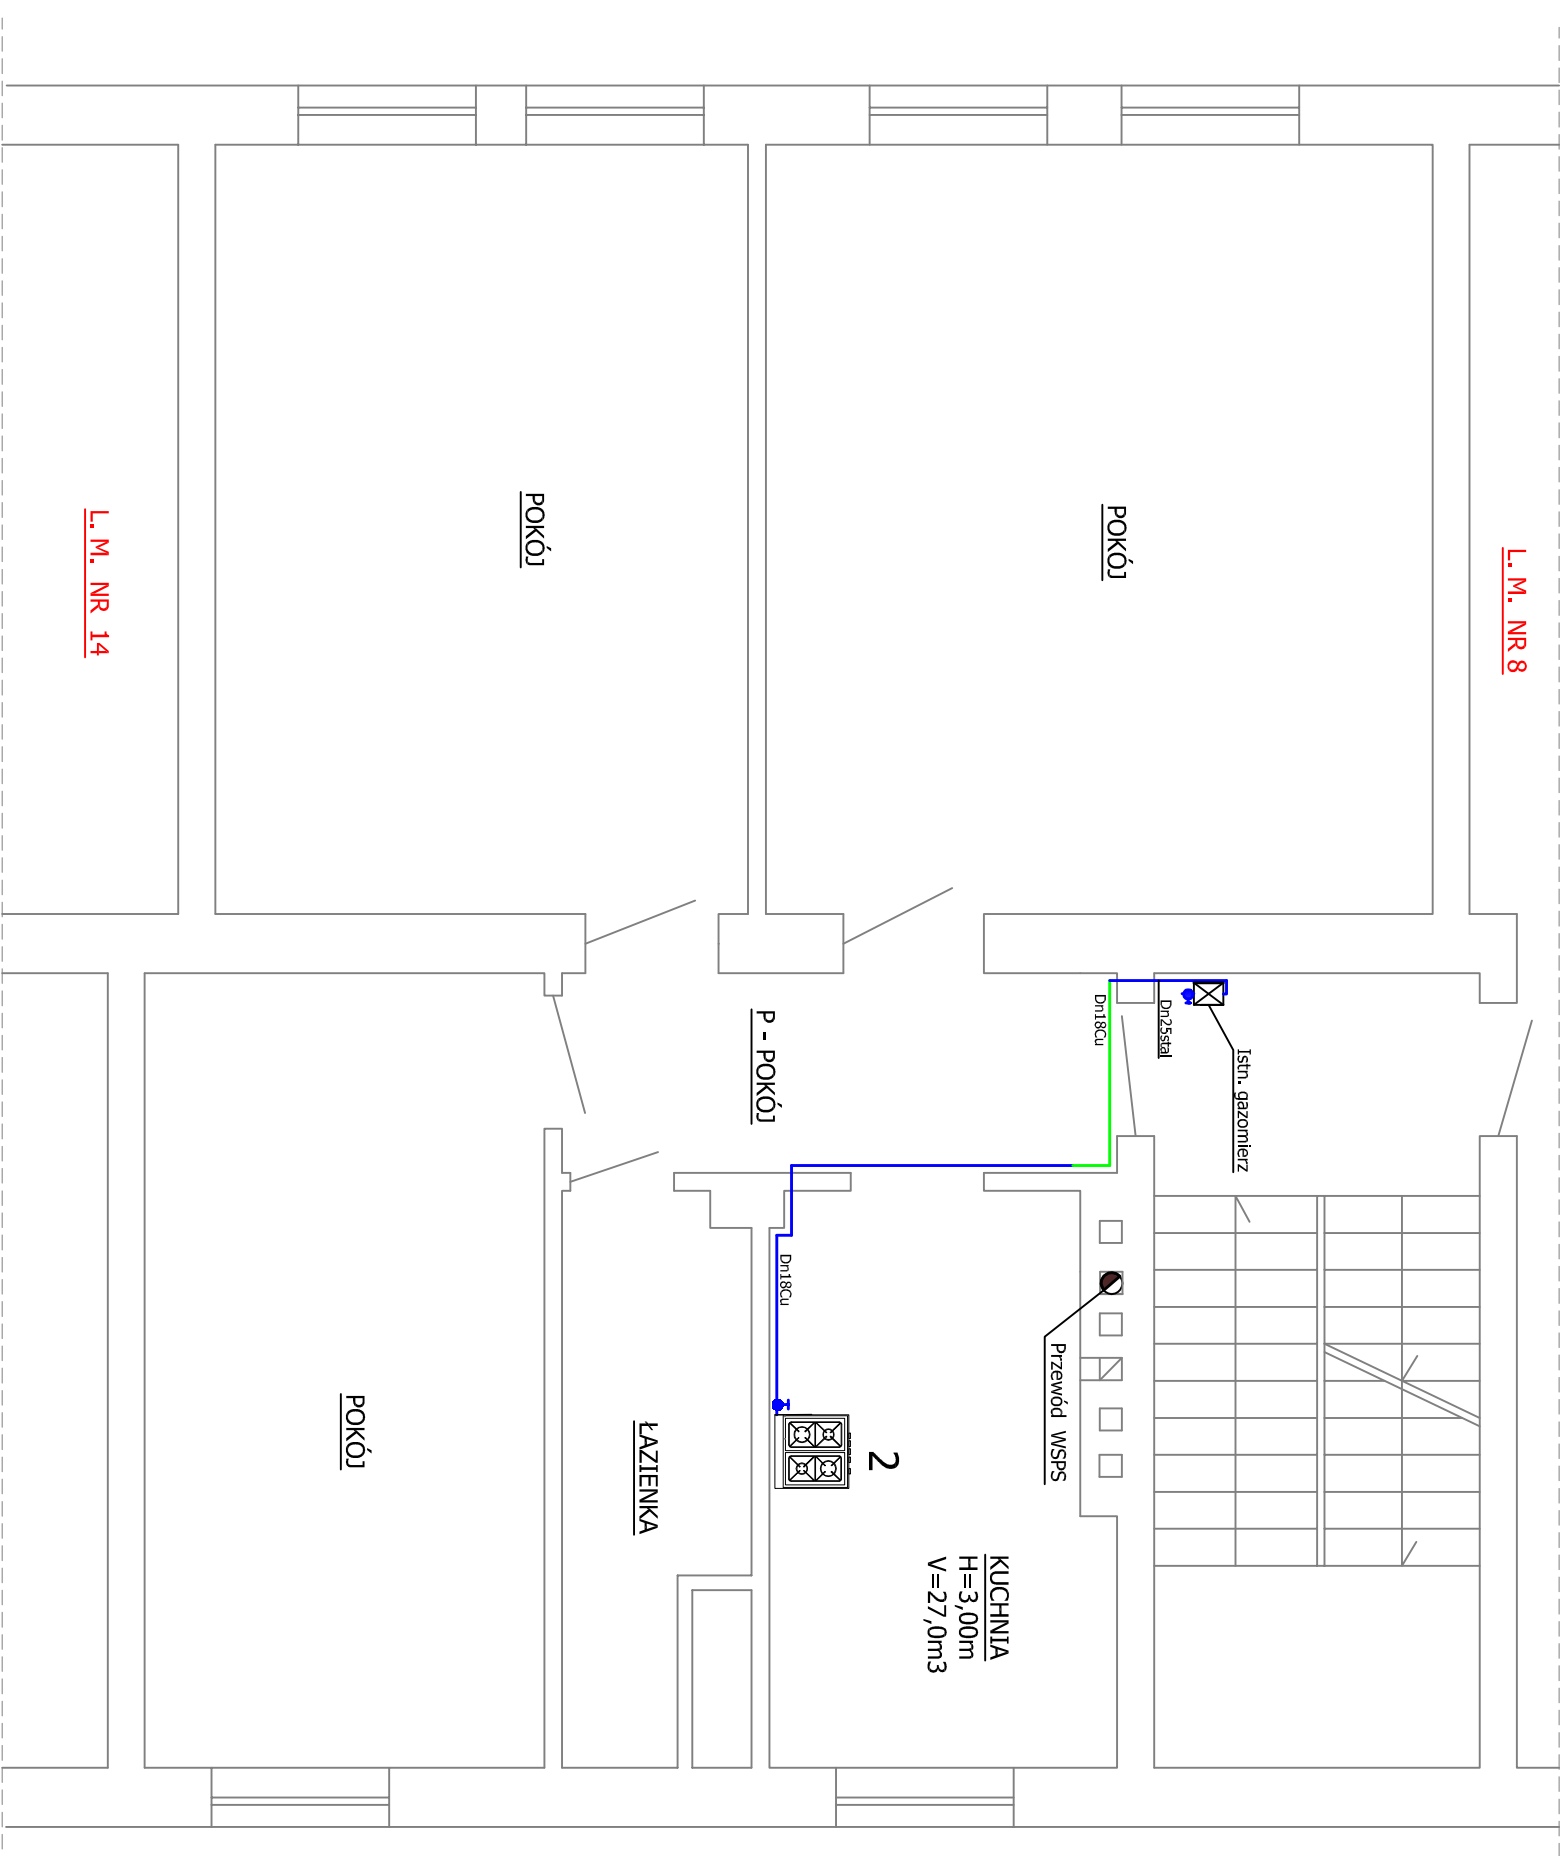 L. M. NR 8
POKÓJ
POKÓJ
L. M. NR 14
Istn. gazomierz
Dn25stal
Dn18Cu
P - POKÓJ
Dn18Cu
Przewód WSPS
2
POKÓJ
ŁAZIENKA
KUCHNIA
H=3,00m
V=27,0m3